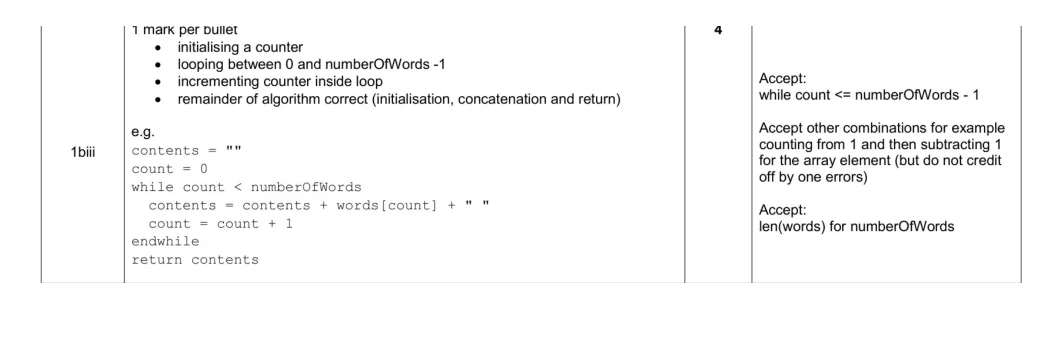 1 mark per bullet
• initialising a counter
• looping between 0 and numberOfWords -1
• incrementing counter inside loop
• remainder of algorithm correct (initialisation, concatenation and return)
e.g.
contents = ""
count = 0
while count < numberOfWords
contents = contents + words[count] + " "
count = count + 1
endwhile
return contents
1biii
4
Accept:
while count <= numberOfWords - 1
Accept other combinations for example
counting from 1 and then subtracting 1
for the array element (but do not credit
off by one errors)
Accept:
len(words) for numberOfWords